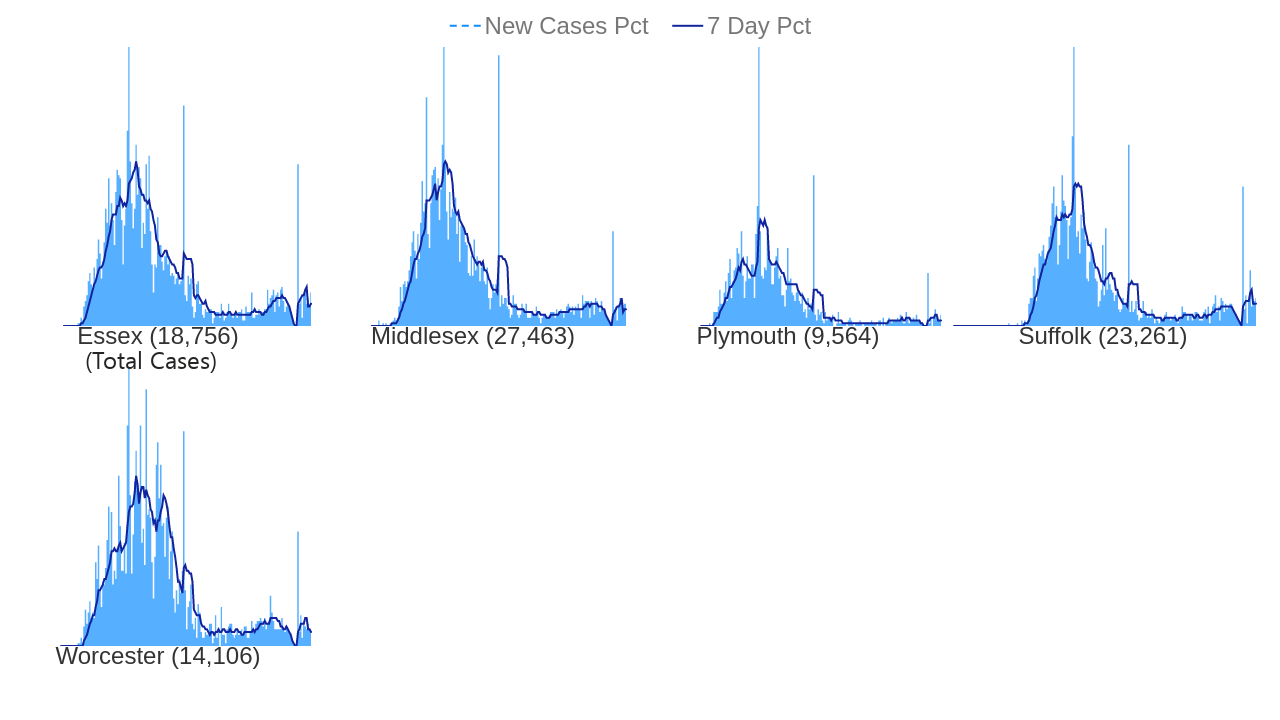 New Cases Pct 7 Day Pct
Essex (18,756)
(Total Cases)
Middlesex (27,463)
Plymouth (9,564)
Suffolk (23,261)
Worcester (14,106)